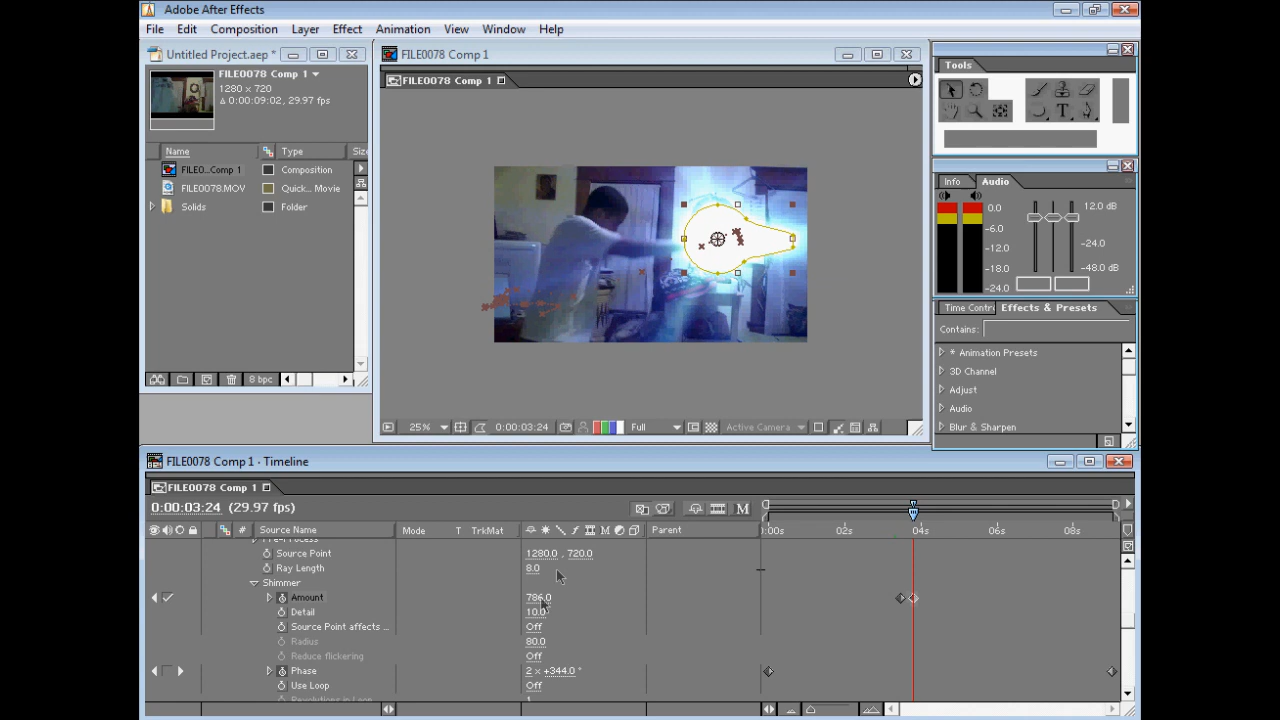 Adobe After Effects
File Edit Composition Layer Effect Animation View Window Help
Untitled Project.aep *
FILE0078 Comp 1
1280 x 720
Δ 0:00:09:02, 29.97 fps
Name Type Size
FILE0...Comp 1 Composition
FILE0078.MOV Quick... Movie
Solids Folder
8 bpc
FILE0078 Comp 1
FILE0078 Comp 1
25% 0:00:03:24 Full Active Camera
Tools
Info Audio
0.0
-6.0
-12.0
-18.0
-24.0
12.0 dB
-24.0
-48.0 dB
Time Contr Effects & Presets
Contains:
* Animation Presets
3D Channel
Adjust
Audio
Blur & Sharpen
FILE0078 Comp 1 - Timeline
FILE0078 Comp 1
0:00:03:24 (29.97 fps)
# Source Name Mode T TrkMat Parent
:00s 02s 04s 06s 08s
Pre-Process
Source Point 1280.0 , 720.0
Ray Length 8.0
Shimmer
Amount 786.0
Detail 10.0
Source Point affects ... Off
Radius 80.0
Reduce flickering Off
Phase 2 x +344.0 °
Use Loop Off
Revolutions in Loop 1